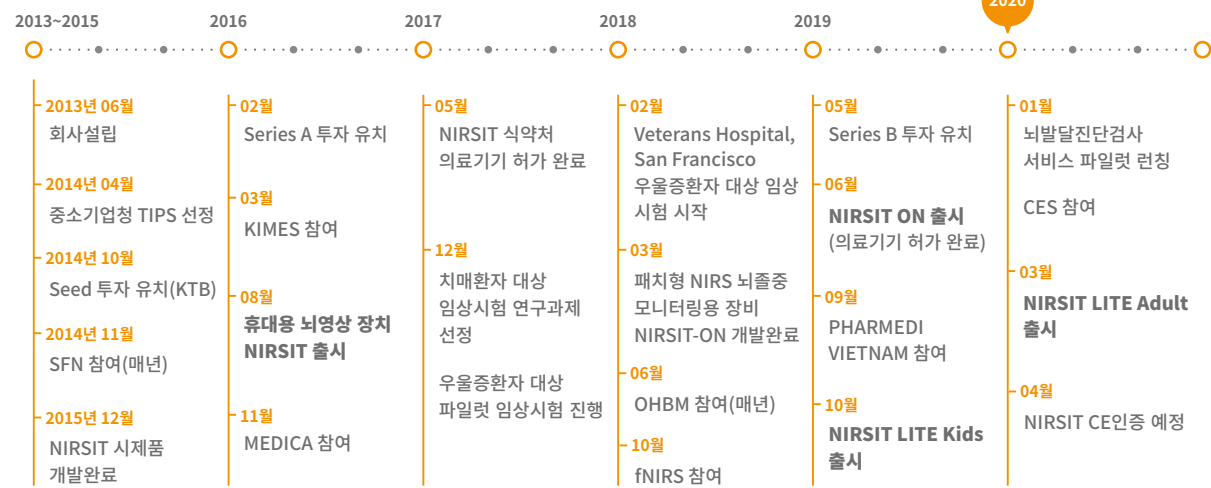 2013~2015
2016
2017
2018
2019
2020
2013년 06월
회사설립
2014년 04월
중소기업청 TIPS 선정
2014년 10월
Seed 투자 유치(KTB)
2014년 11월
SFN 참여(매년)
2015년 12월
NIRSIT 시제품
개발완료
02월
Series A 투자 유치
03월
KIMES 참여
08월
휴대용 뇌영상 장치
NIRSIT 출시
11월
MEDICA 참여
05월
NIRSIT 식약처
의료기기 허가 완료
12월
치매환자 대상
임상시험 연구과제
선정
우울증환자 대상
파일럿 임상시험 진행
02월
Veterans Hospital,
San Francisco
우울증환자 대상 임상
시험 시작
03월
패치형 NIRS 뇌졸중
모니터링용 장비
NIRSIT-ON 개발완료
06월
OHBM 참여(매년)
10월
fNIRS 참여
05월
Series B 투자 유치
06월
NIRSIT ON 출시
(의료기기 허가 완료)
09월
PHARMEDI
VIETNAM 참여
10월
NIRSIT LITE Kids
출시
01월
뇌발달진단검사
서비스 파일럿 런칭
CES 참여
03월
NIRSIT LITE Adult
출시
04월
NIRSIT CE인증 예정